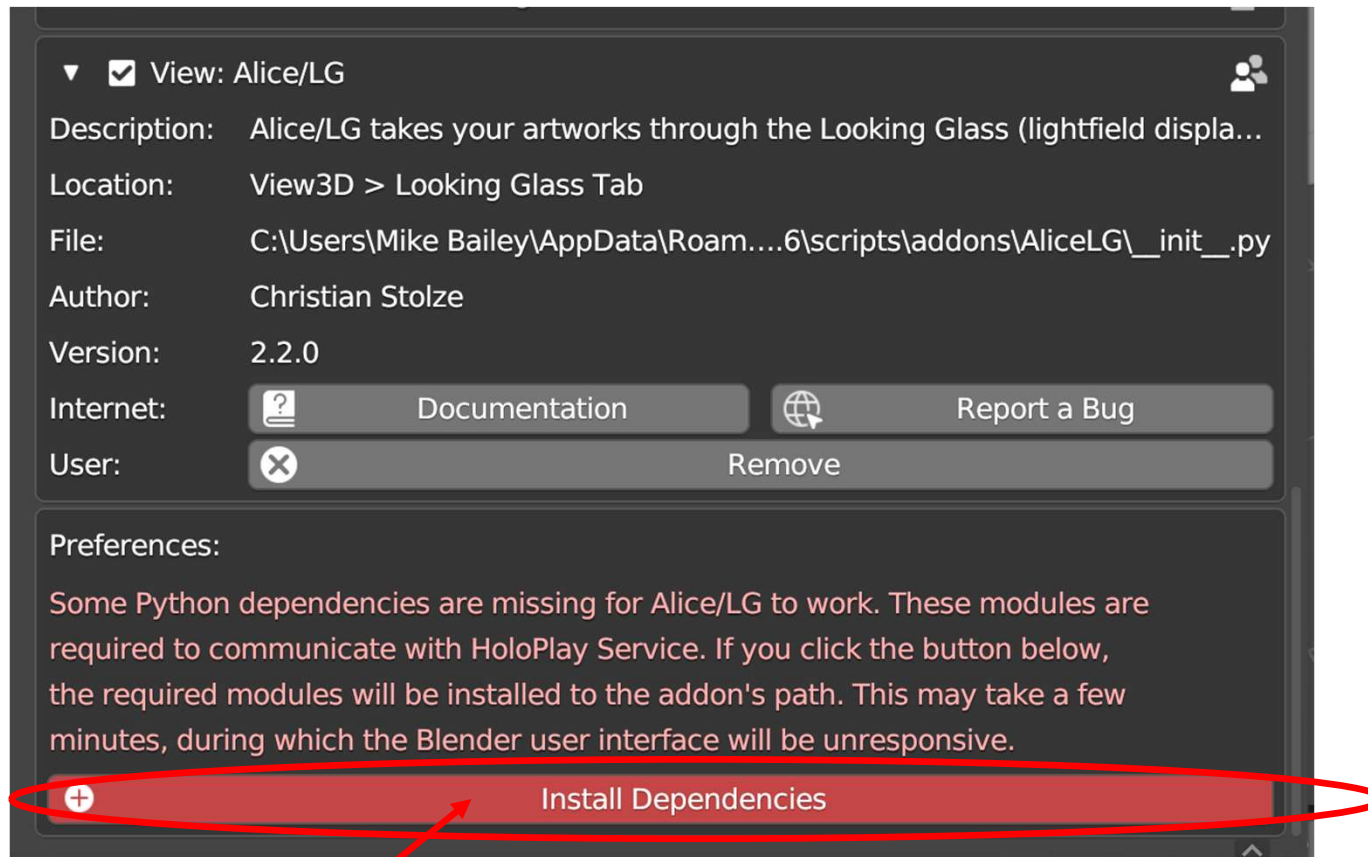 View: Alice/LG
Description: Alice/LG takes your artworks through the Looking Glass (lightfield displa...
Location: View3D > Looking Glass Tab
File: C:\Users\Mike Bailey\AppData\Roam....6\scripts\addons\AliceLG\__init__.py
Author: Christian Stolze
Version: 2.2.0
Internet: Documentation Report a Bug
User: Remove
Preferences:
Some Python dependencies are missing for Alice/LG to work. These modules are
required to communicate with HoloPlay Service. If you click the button below,
the required modules will be installed to the addon's path. This may take a few
minutes, during which the Blender user interface will be unresponsive.
Install Dependencies